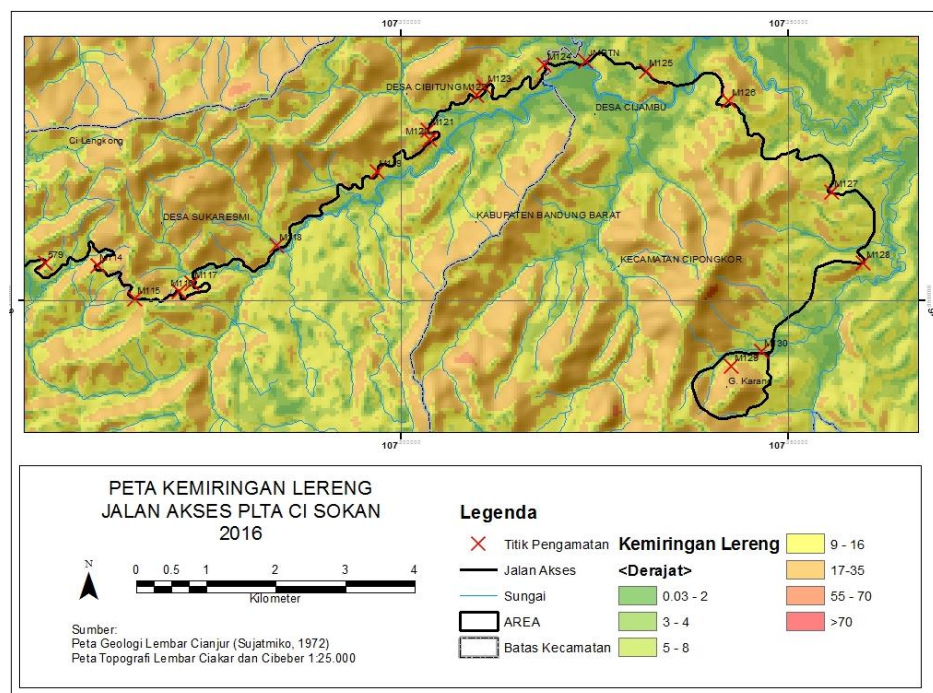 107
107
DESA CIBITUNG
M123
M124
JMBTN
M125
M126
DESA CIJAMBU
Ci Lengkong
M121
M127
DESA SUKARESMI
KABUPATEN BANDUNG BARAT
M118
KECAMATAN CIPONGKOR
M128
579
M114
M117
M115
M130
M129
G. Karang
107
107
PETA KEMIRINGAN LERENG
JALAN AKSES PLTA CI SOKAN
2016
N
0 0.5 1 2 3 4
Kilometer
Sumber:
Peta Geologi Lembar Cianjur (Sujatmiko, 1972)
Peta Topografi Lembar Ciakar dan Cibeber 1:25.000
Legenda
Titik Pengamatan
Jalan Akses
Sungai
AREA
Batas Kecamatan
Kemiringan Lereng
<Derajat>
0.03 - 2
3 - 4
5 - 8
9 - 16
17-35
55 - 70
>70